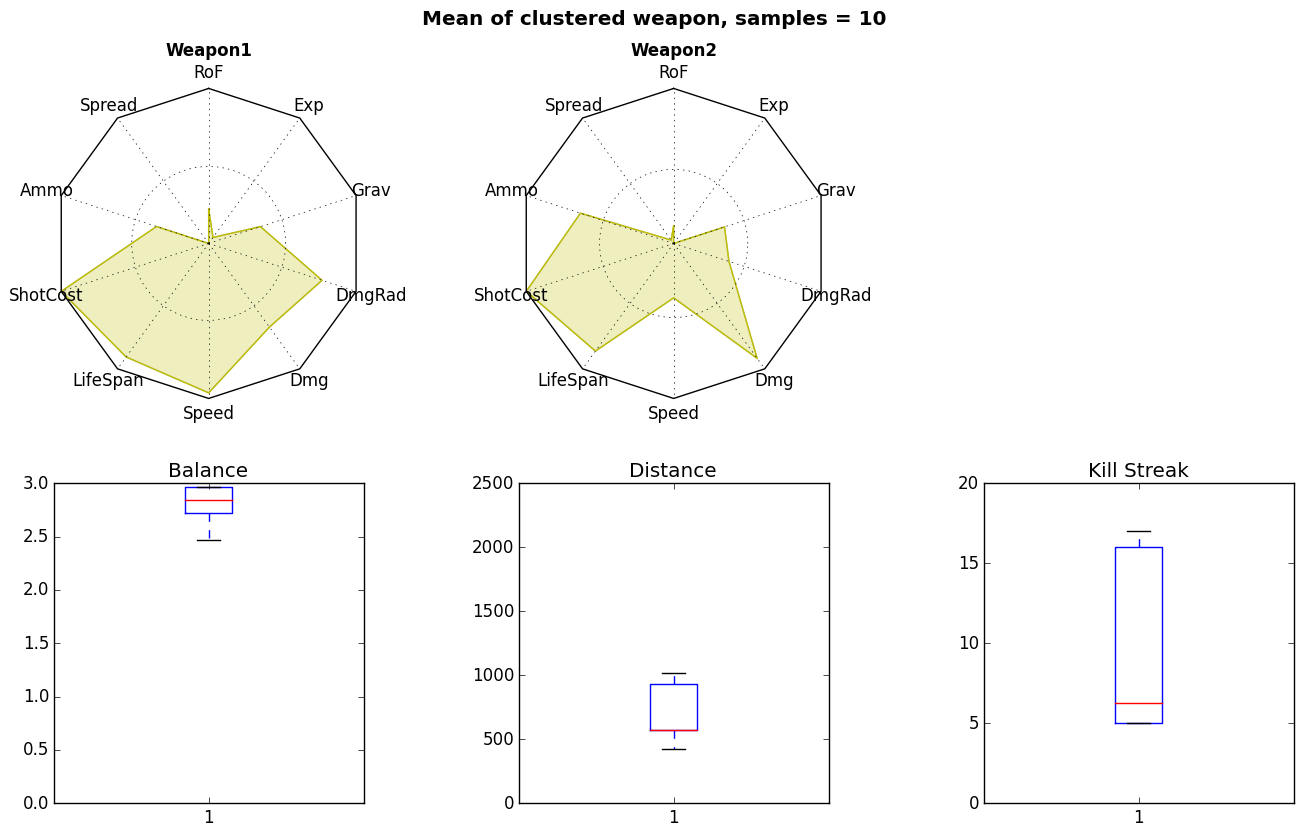 Mean of clustered weapon, samples = 10
Weapon1
RoF
Spread
Exp
Ammo
Grav
ShotCost
DmgRad
LifeSpan
Dmg
Speed
Weapon2
RoF
Spread
Exp
Ammo
Grav
ShotCost
DmgRad
LifeSpan
Dmg
Speed
Balance
3.0
2.5
2.0
1.5
1.0
0.5
0.0
1
Distance
2500
2000
1500
1000
500
0
1
Kill Streak
20
15
10
5
0
1